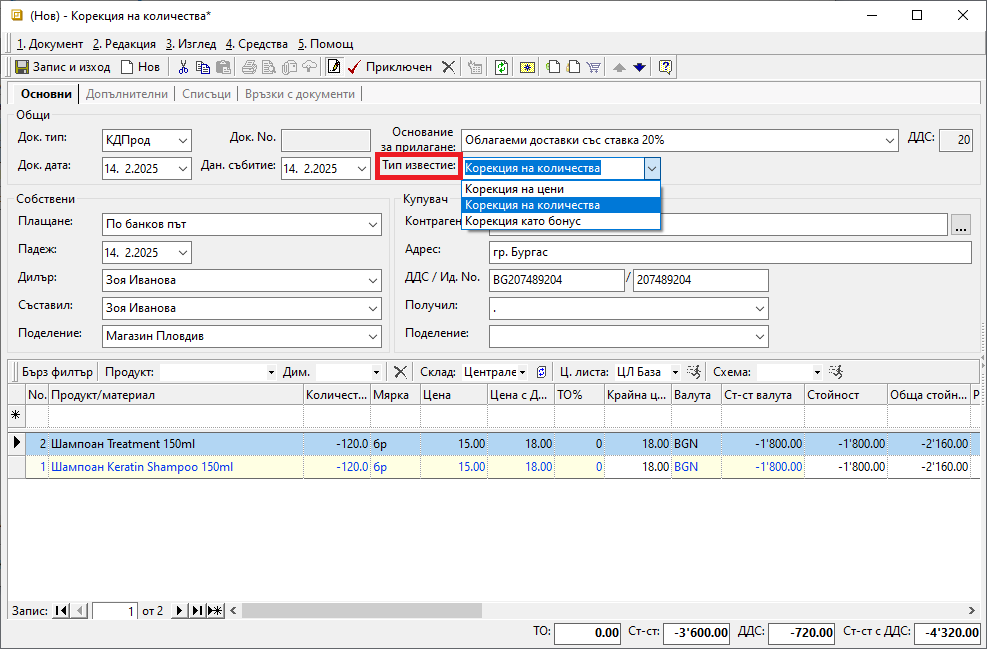 (Нов) - Корекция на количества*
1. Документ 2. Редакция 3. Изглед 4. Средства 5. Помощ
Запис и изход Нов Приключен
Основни Допълнителни Списъци Връзки с документи
Общи
Док. тип: КДПрод Док. No. Основание за прилагане: Облагаеми доставки със ставка 20% ДДС: 20
Док. дата: 14. 2.2025 Дан. събитие: 14. 2.2025 Тип известие: Корекция на количества
Корекция на цени
Корекция на количества
Корекция като бонус
Собствени
Плащане: По банков път
Падеж: 14. 2.2025
Дилър: Зоя Иванова
Съставил: Зоя Иванова
Поделение: Магазин Пловдив
Купувач
Контраген ...
Адрес: гр. Бургас
ДДС / Ид. No. BG207489204 / 207489204
Получил: .
Поделение:
Бърз филтър Продукт: Дим. Склад: Централе Ц. листа: ЦЛ База Схема:
No. Продукт/материал Количест... Мярка Цена Цена с Д... ТО% Крайна ц... Валута Ст-ст валута Стойност Обща стойн... Р
2 Шампоан Treatment 150ml -120.0 бр 15.00 18.00 0 18.00 BGN -1'800.00 -1'800.00 -2'160.00
1 Шампоан Keratin Shampoo 150ml -120.0 бр 15.00 18.00 0 18.00 BGN -1'800.00 -1'800.00 -2'160.00
Запис: 1 от 2
ТО: 0.00 Ст-ст: -3'600.00 ДДС: -720.00 Ст-ст с ДДС: -4'320.00